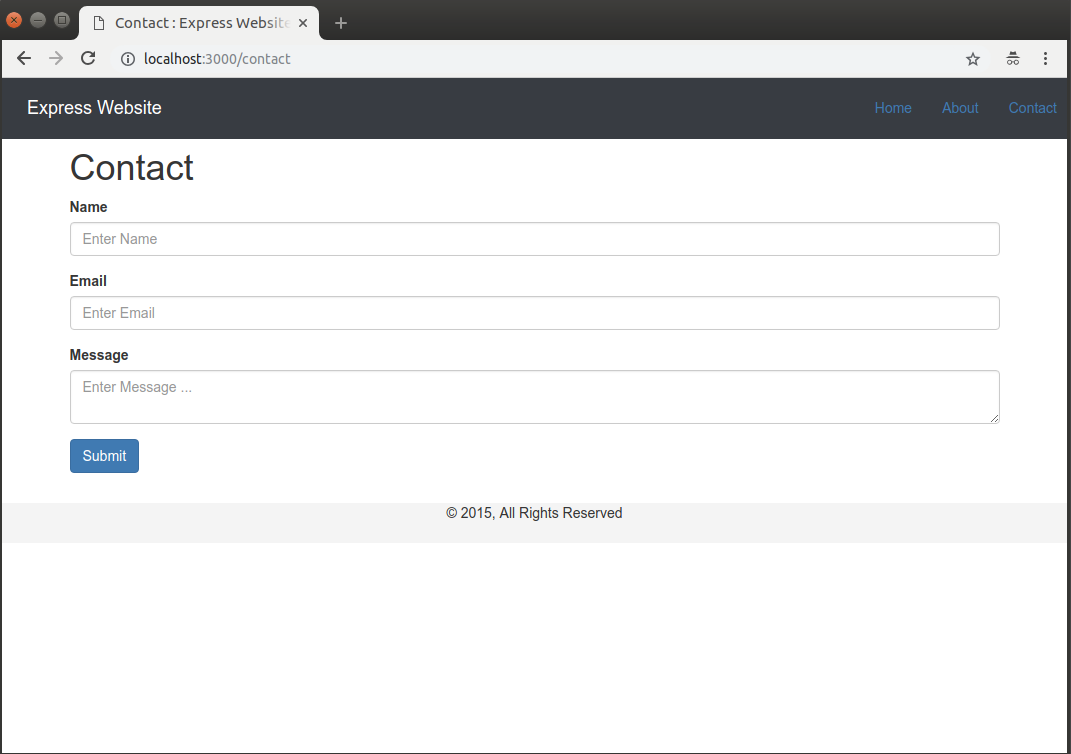 Contact : Express Website
localhost:3000/contact
Express Website
Home About Contact
Contact
Name
Enter Name
Email
Enter Email
Message
Enter Message ...
Submit
© 2015, All Rights Reserved